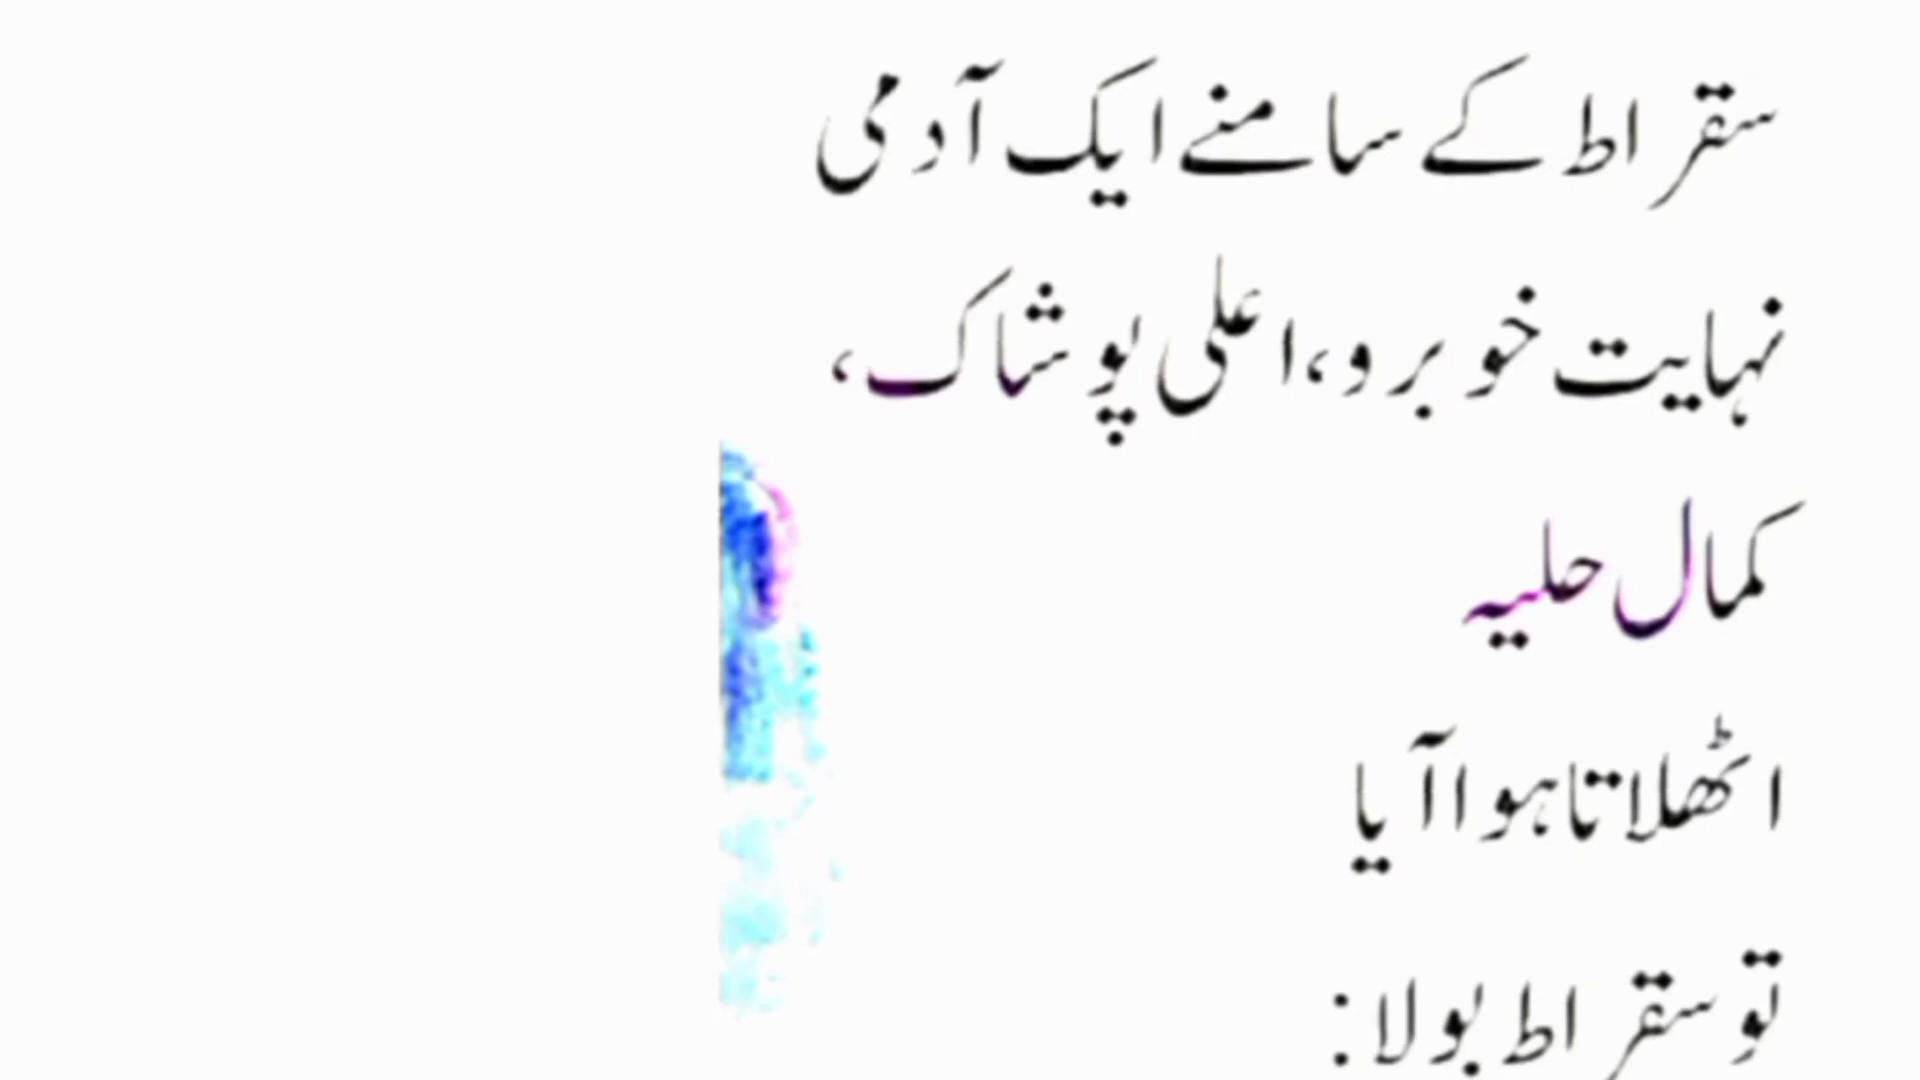 سقراط کے سامنے ایک آدمی
نہایت خوبرو، اعلی پوشاک،
کمال حلیہ
اٹھلاتا ہوا آیا
تو سقراط بولا: